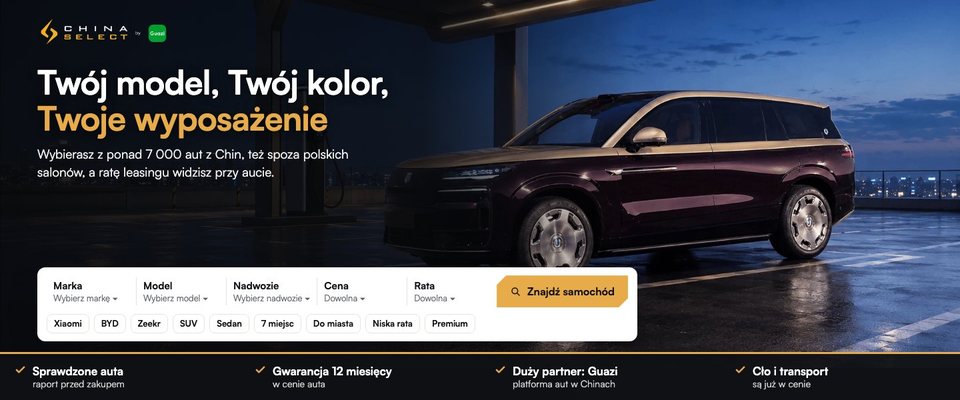 CHINA
SELECT
by
Guazi
Twój model, Twój kolor,
Twoje wyposażenie
Wybierasz z ponad 7 000 aut z Chin, też spoza polskich
salonów, a ratę leasingu widzisz przy aucie.
Marka
Wybierz markę
Model
Wybierz model
Nadwozie
Wybierz nadwozie
Cena
Dowolna
Rata
Dowolna
Znajdź samochód
Xiaomi
BYD
Zeekr
SUV
Sedan
7 miejsc
Do miasta
Niska rata
Premium
Sprawdzone auta
raport przed zakupem
Gwarancja 12 miesięcy
w cenie auta
Duży partner: Guazi
platforma aut w Chinach
Cło i transport
są już w cenie